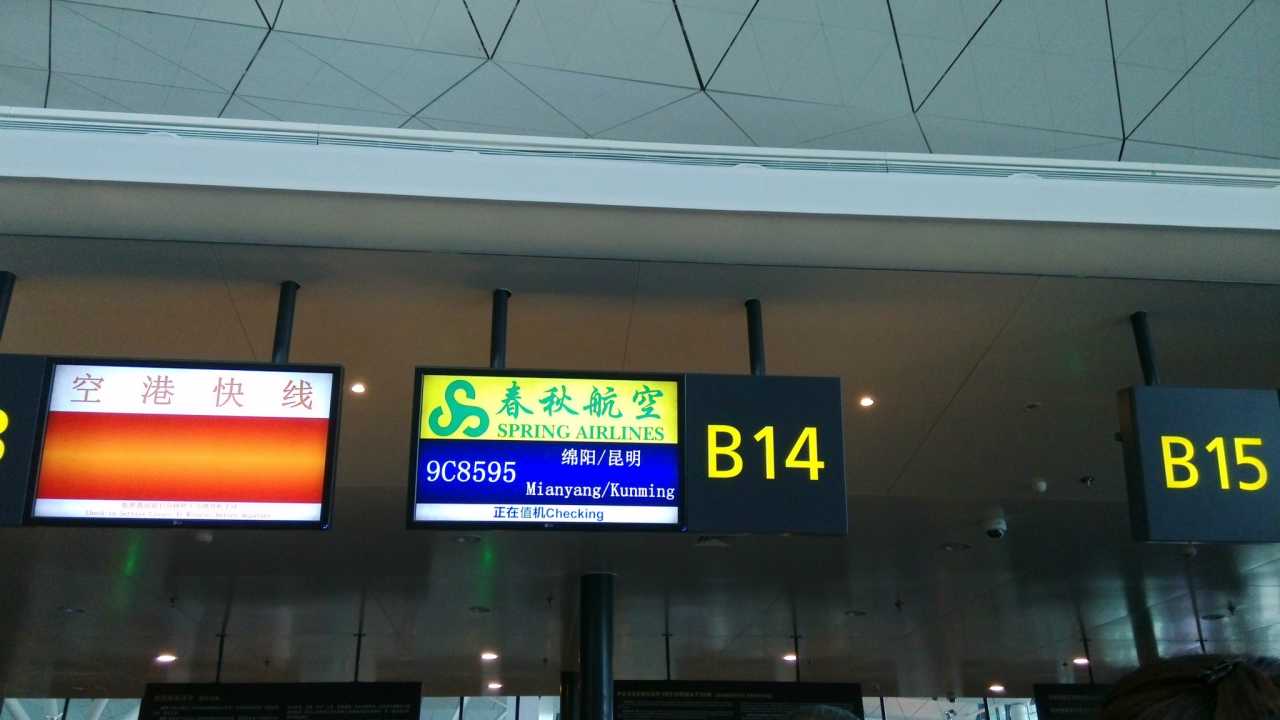 空港快线
春秋航空
SPRING AIRLINES
9C8595
绵阳/昆明
Mianyang/Kunming
正在值机Checking
B14
B15